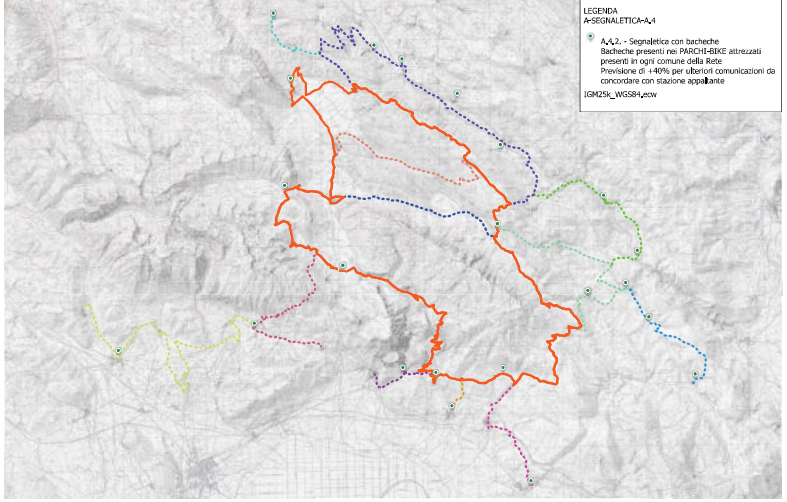 LEGENDA
A-SEGNALETICA-A.4
A.4.2. - Segnaletica con bacheche
Bacheche presenti nei PARCHI-BIKE attrezzati
presenti in ogni comune della Rete
Previsione di +40% per ulteriori comunicazioni da
concordare con stazione appaltante
IGM25k_WGS84.ecw